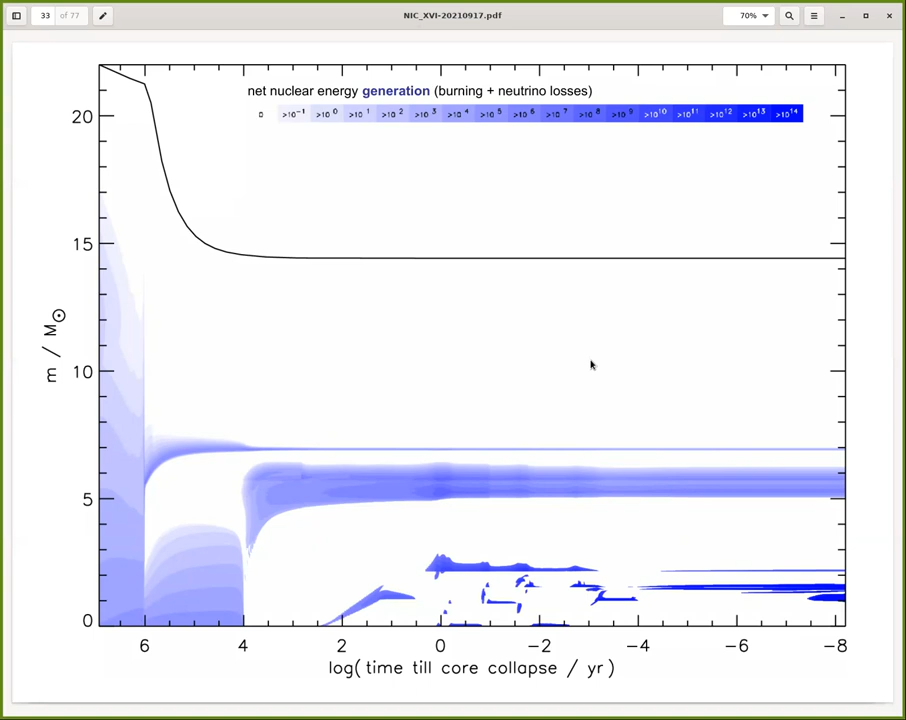 NIC_XVI-20210917.pdf
33 of 77
70%
net nuclear energy generation (burning + neutrino losses)
0 >10⁻¹ >10⁰ >10¹ >10² >10³ >10⁴ >10⁵ >10⁶ >10⁷ >10⁸ >10⁹ >10¹⁰ >10¹¹ >10¹² >10¹³ >10¹⁴
20
15
10
5
0
m / M☉
6 4 2 0 −2 −4 −6 −8
log( time till core collapse / yr )